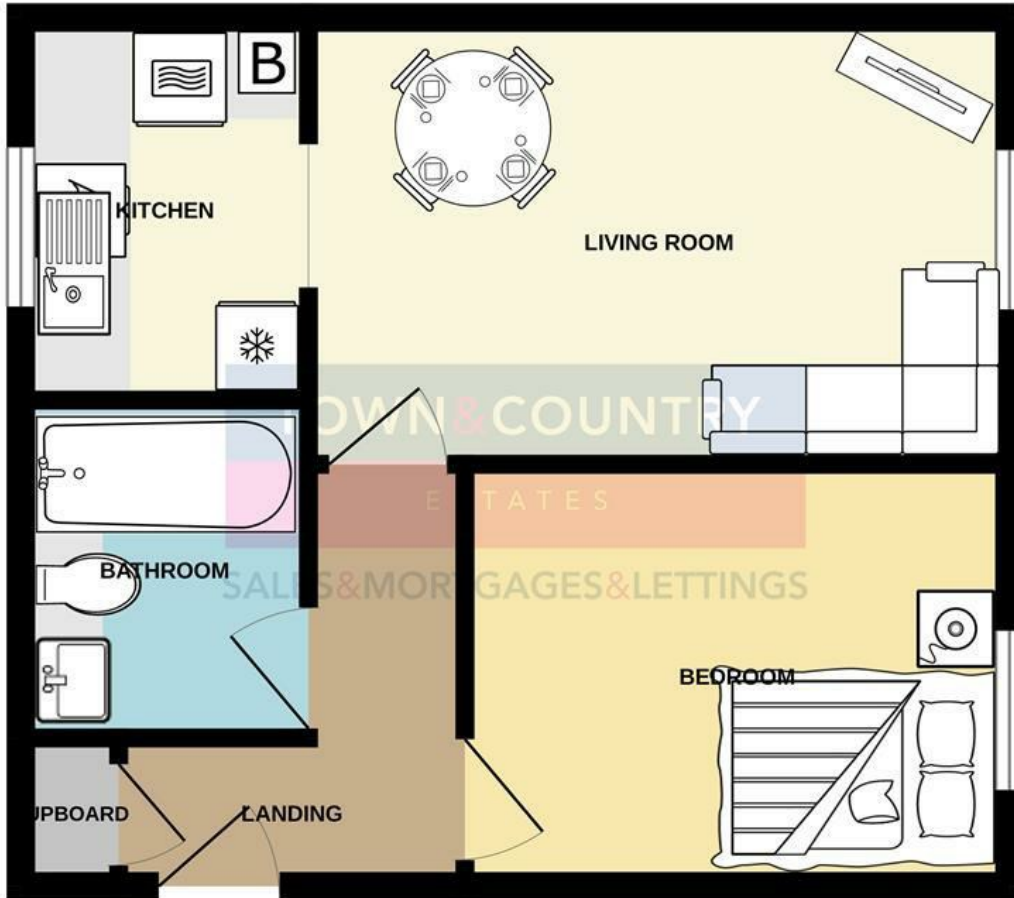 B
KITCHEN
LIVING ROOM
TOWN&COUNTRY
ESTATES
BATHROOM
SALES&MORTGAGES&LETTINGS
BEDROOM
UPBOARD
LANDING